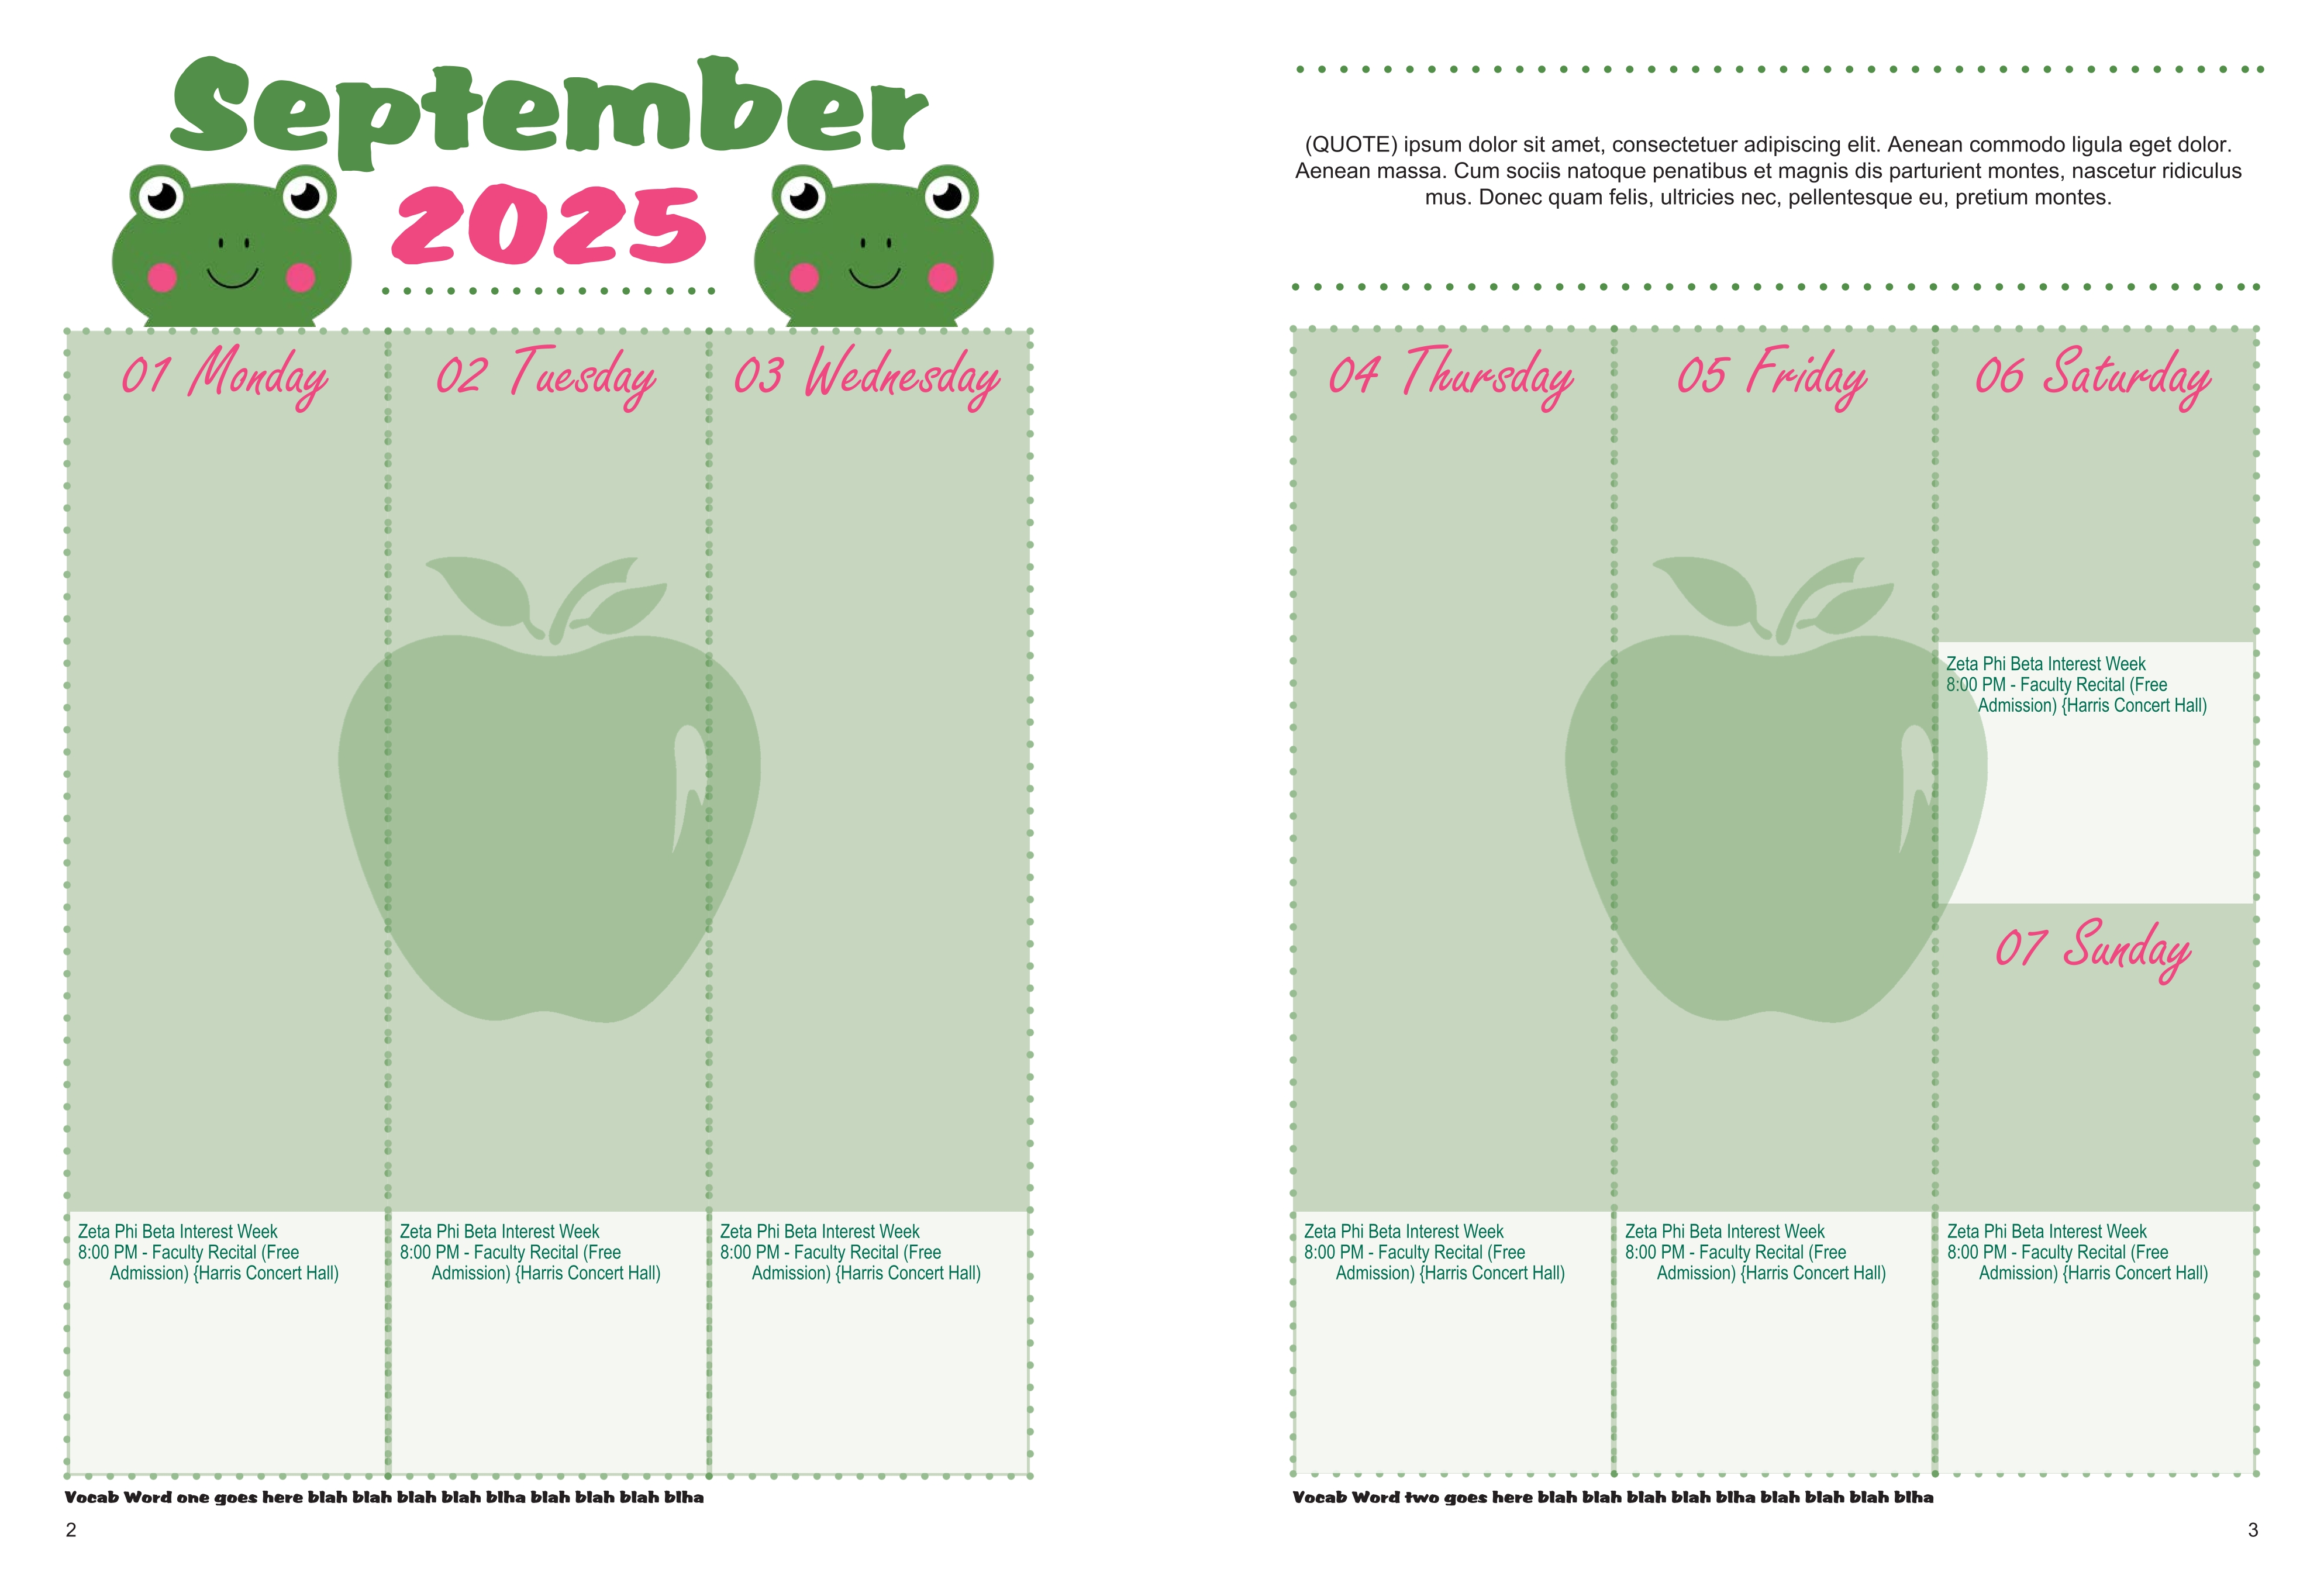 September
2025
01 Monday
02 Tuesday
03 Wednesday
Zeta Phi Beta Interest Week
8:00 PM - Faculty Recital (Free
Admission) {Harris Concert Hall)
Zeta Phi Beta Interest Week
8:00 PM - Faculty Recital (Free
Admission) {Harris Concert Hall)
Zeta Phi Beta Interest Week
8:00 PM - Faculty Recital (Free
Admission) {Harris Concert Hall)
Vocab Word one goes here blah blah blah blah blha blah blah blah blha
2
(QUOTE) ipsum dolor sit amet, consectetuer adipiscing elit. Aenean commodo ligula eget dolor.
Aenean massa. Cum sociis natoque penatibus et magnis dis parturient montes, nascetur ridiculus
mus. Donec quam felis, ultricies nec, pellentesque eu, pretium montes.
04 Thursday
05 Friday
06 Saturday
Zeta Phi Beta Interest Week
8:00 PM - Faculty Recital (Free
Admission) {Harris Concert Hall)
07 Sunday
Zeta Phi Beta Interest Week
8:00 PM - Faculty Recital (Free
Admission) {Harris Concert Hall)
Zeta Phi Beta Interest Week
8:00 PM - Faculty Recital (Free
Admission) {Harris Concert Hall)
Zeta Phi Beta Interest Week
8:00 PM - Faculty Recital (Free
Admission) {Harris Concert Hall)
Vocab Word two goes here blah blah blah blah blha blah blah blah blha
3